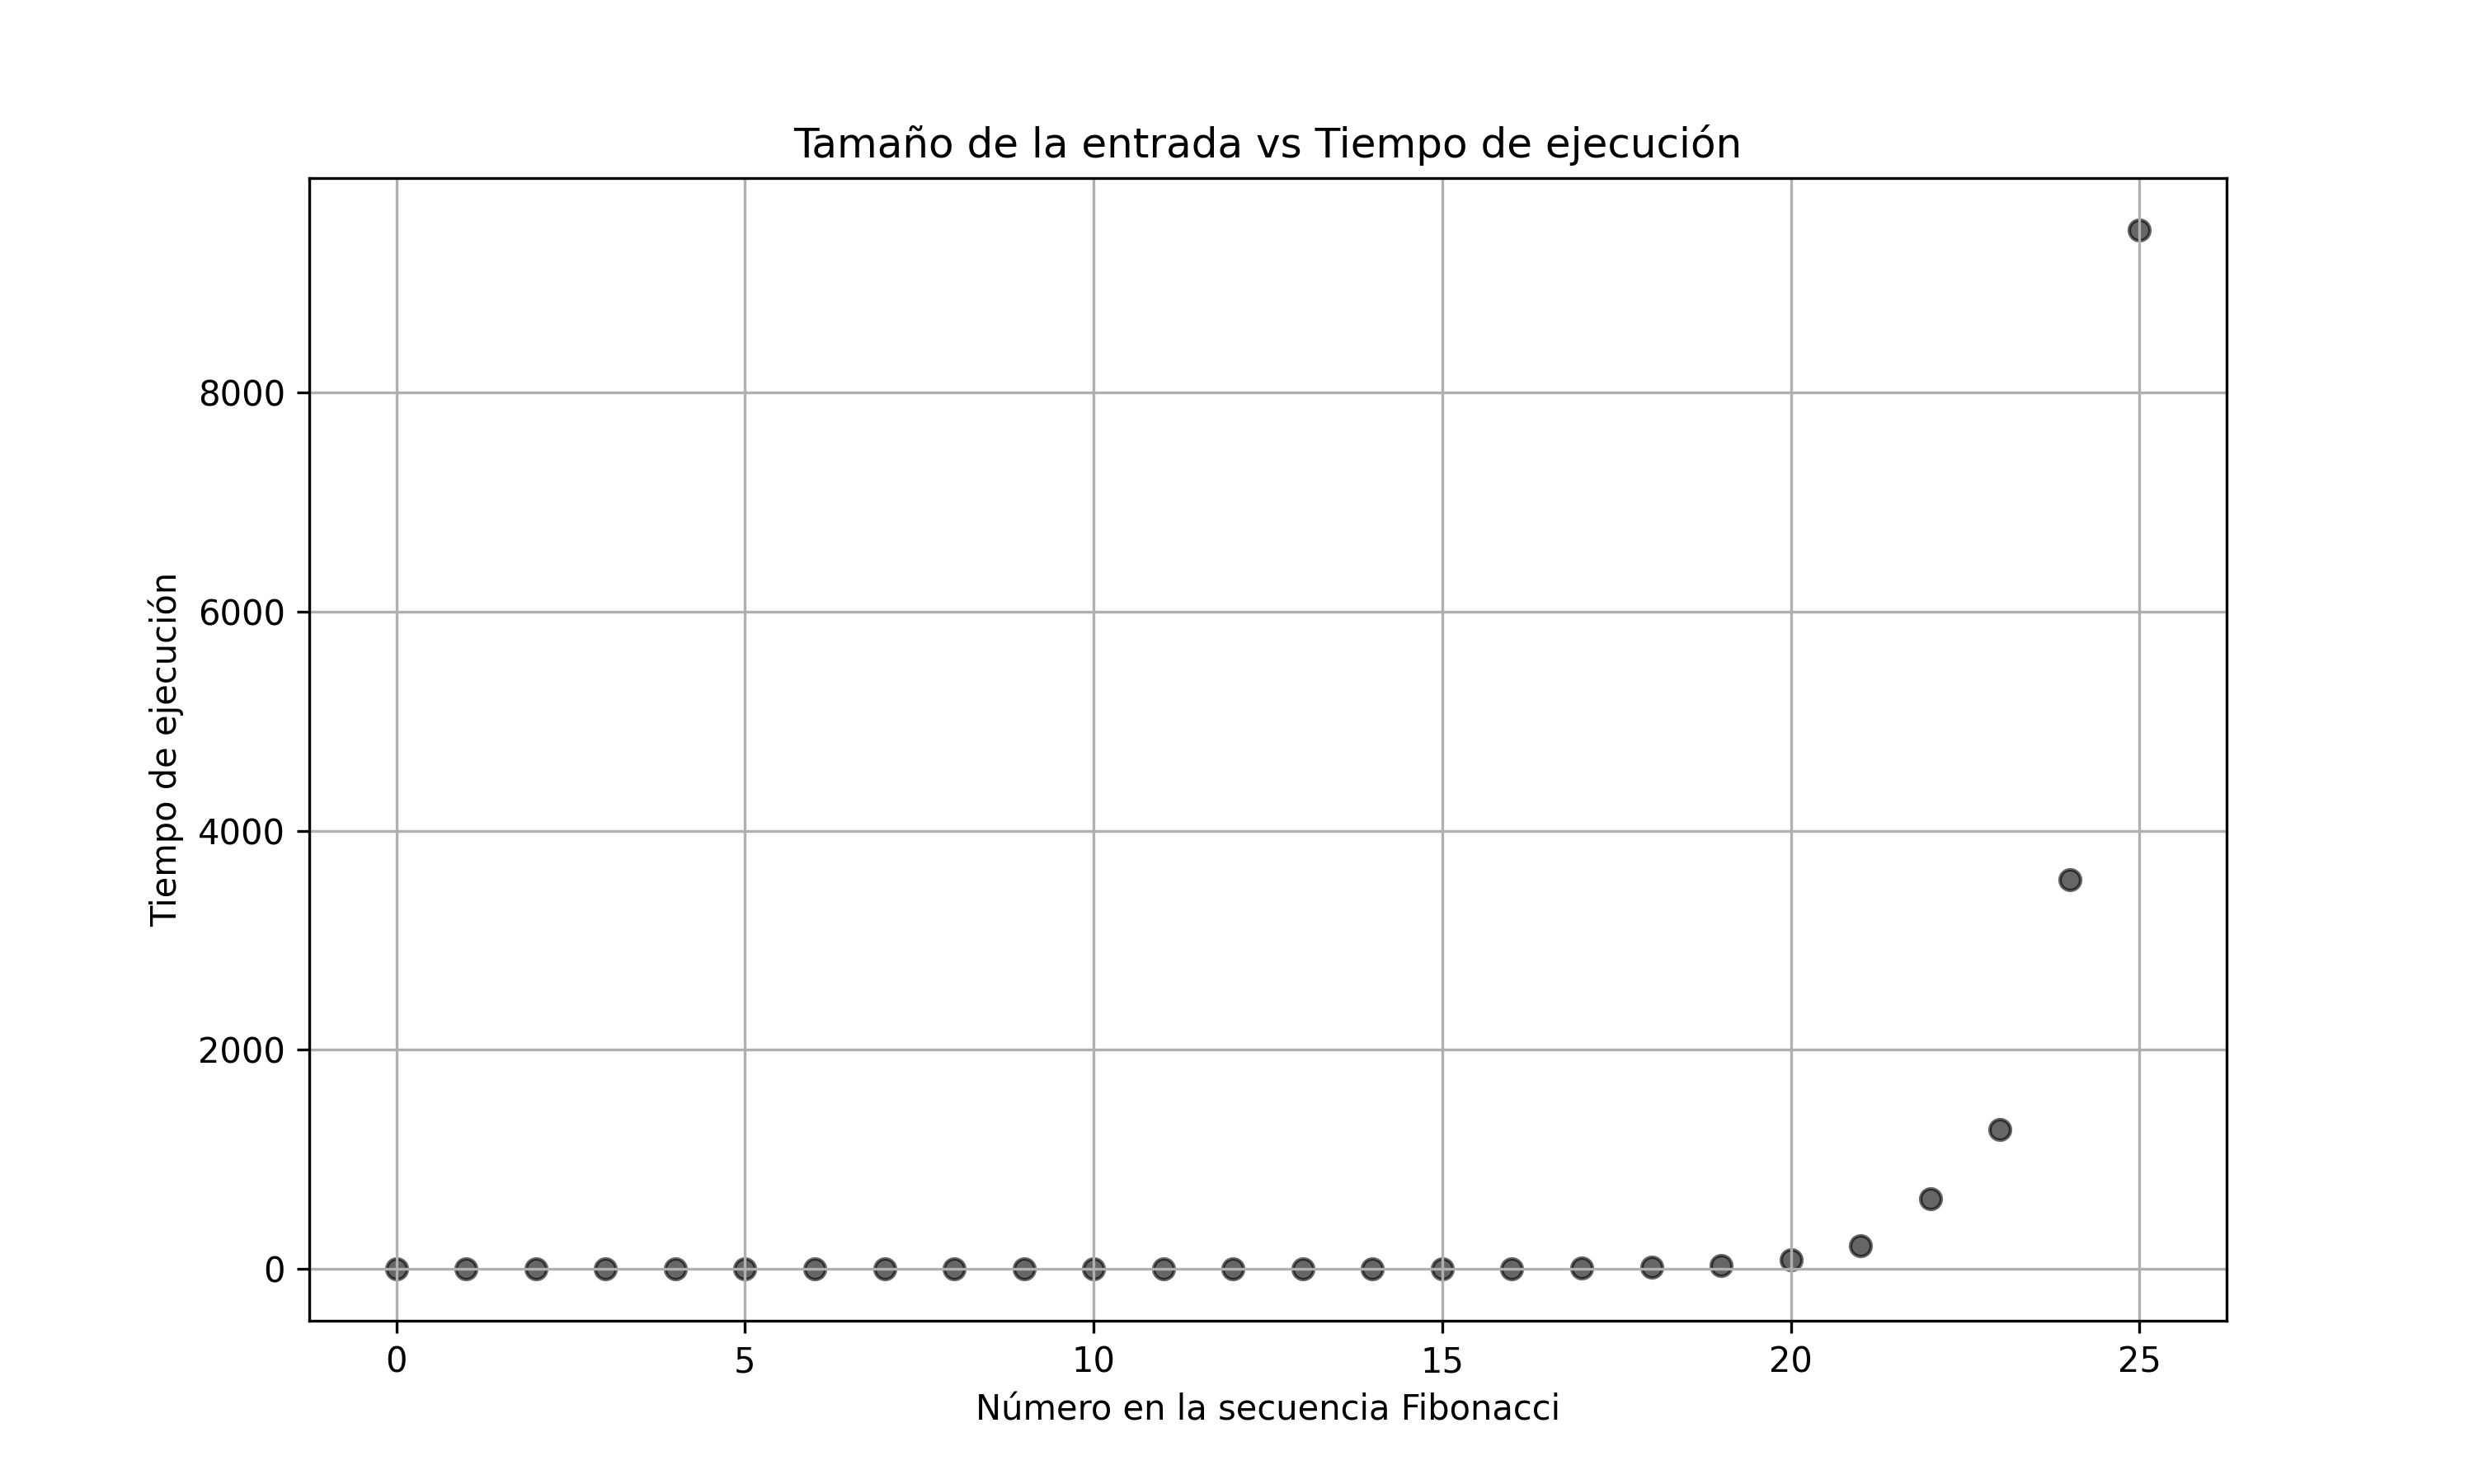 Tamaño de la entrada vs Tiempo de ejecución
Tiempo de ejecución
8000
6000
4000
2000
0
0 5 10 15 20 25
Número en la secuencia Fibonacci